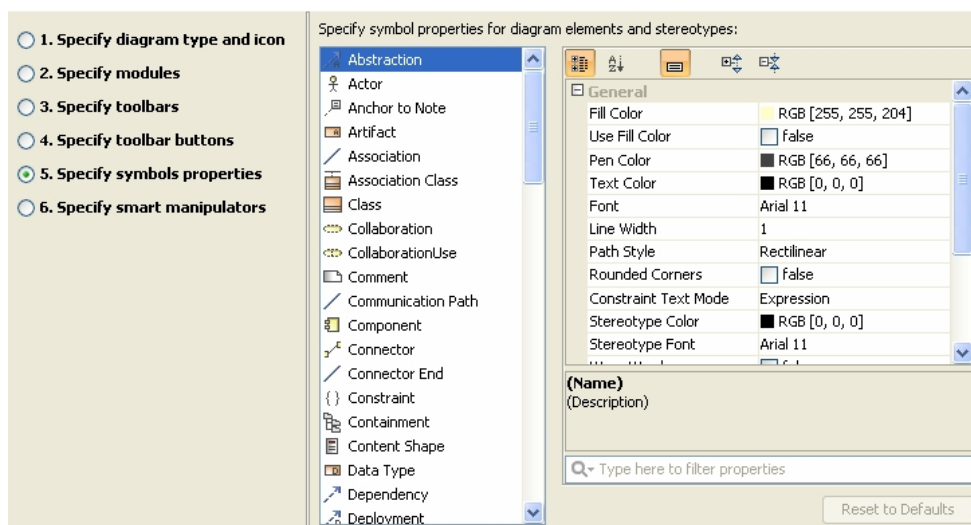 1. Specify diagram type and icon
2. Specify modules
3. Specify toolbars
4. Specify toolbar buttons
5. Specify symbols properties
6. Specify smart manipulators
Specify symbol properties for diagram elements and stereotypes:
Abstraction
Actor
Anchor to Note
Artifact
Association
Association Class
Class
Collaboration
CollaborationUse
Comment
Communication Path
Component
Connector
Connector End
{ } Constraint
Containment
Content Shape
Data Type
Dependency
Deployment
General
Fill Color RGB [255, 255, 204]
Use Fill Color false
Pen Color RGB [66, 66, 66]
Text Color RGB [0, 0, 0]
Font Arial 11
Line Width 1
Path Style Rectilinear
Rounded Corners false
Constraint Text Mode Expression
Stereotype Color RGB [0, 0, 0]
Stereotype Font Arial 11
(Name)
(Description)
Type here to filter properties
Reset to Defaults